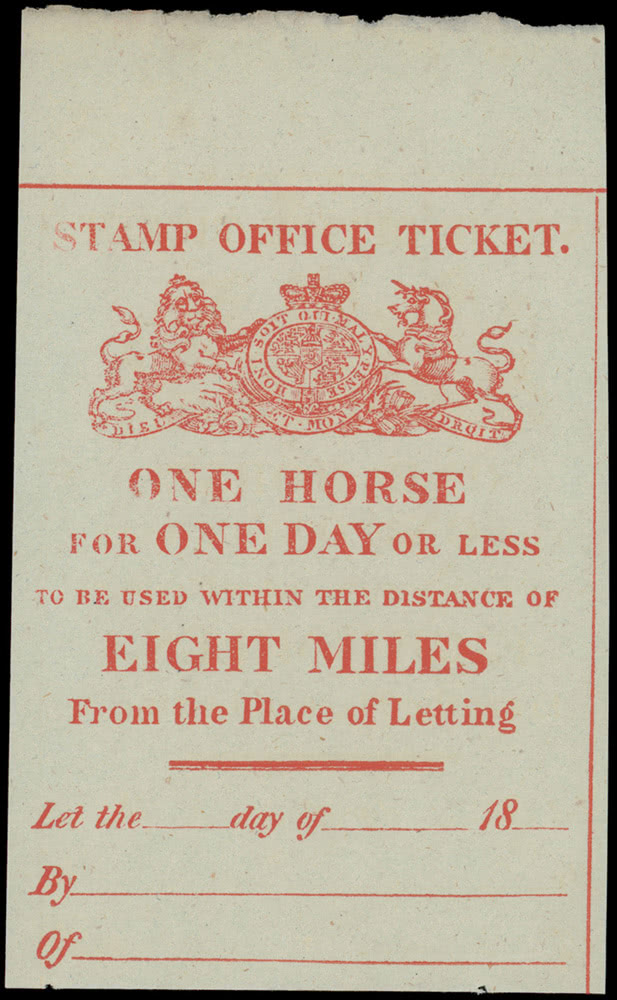 STAMP OFFICE TICKET.
HONI SOIT QUI MAL Y PENSE
DIEU ET MON DROIT
ONE HORSE
FOR ONE DAY OR LESS
TO BE USED WITHIN THE DISTANCE OF
EIGHT MILES
From the Place of Letting
Let the day of 18
By
Of